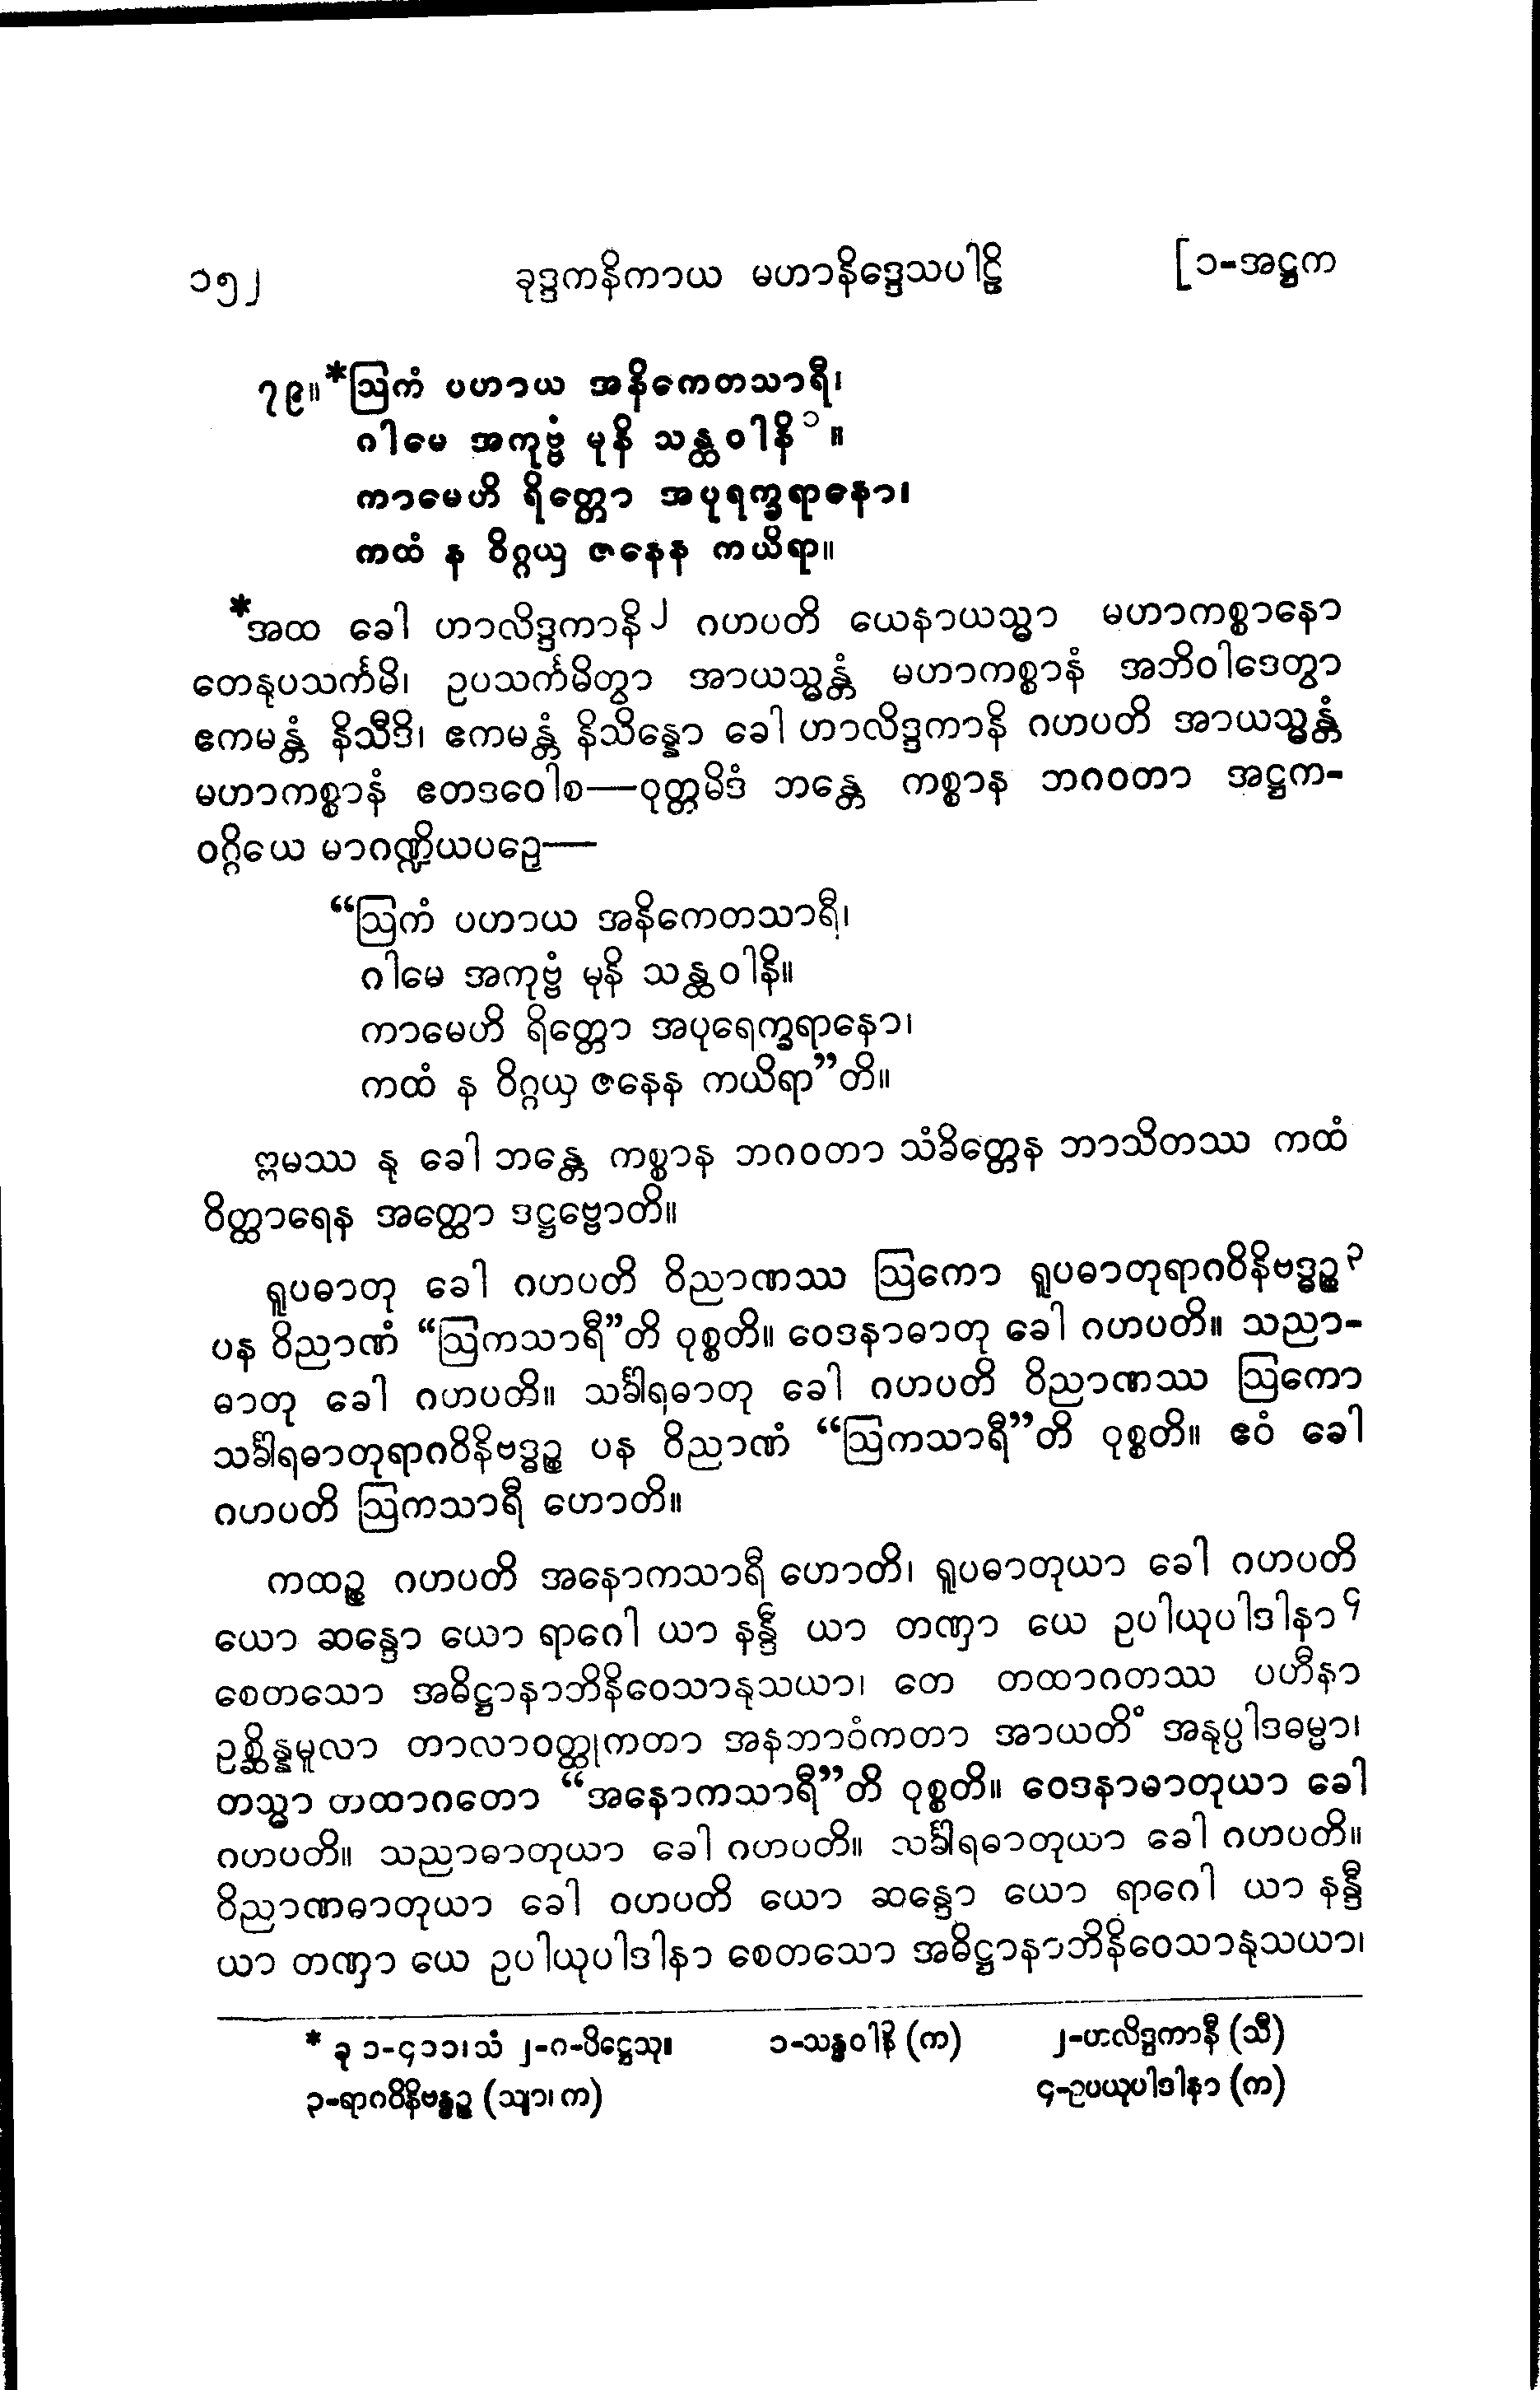 ၁၅၂ ခုဒ္ဒကနိကာယ မဟာနိဒ္ဒေသပါဠိ [၁-အဋ္ဌက
၇၉။*ဩကံ ပဟာယ အနိကေတသာရီ၊
ဂါမေ အကုဗ္ဗံ မုနိ သန္ထဝါနိ၁။
ကာမေဟိ ရိတ္တော အပုရက္ခရာနော၊
ကထံ န ဝိဂ္ဂယှ ဇနေန ကယိရာ။
*အထ ခေါ ဟာလိဒ္ဒကာနိ၂ ဂဟပတိ ယေနာယသ္မာ မဟာကစ္စာနော
တေနုပသင်္ကမိ၊ ဥပသင်္ကမိတွာ အာယသ္မန္တံ မဟာကစ္စာနံ အဘိဝါဒေတွာ
ဧကမန္တံ နိသီဒိ၊ ဧကမန္တံ နိသိန္နော ခေါ ဟာလိဒ္ဒကာနိ ဂဟပတိ အာယသ္မန္တံ
မဟာကစ္စာနံ ဧတဒဝေါစ—ဝုတ္တမိဒံ ဘန္တေ ကစ္စာန ဘဂဝတာ အဋ္ဌက-
ဝဂ္ဂိယေ မာဂဏ္ဍိယပဉှေ—
“ဩကံ ပဟာယ အနိကေတသာရီ၊
ဂါမေ အကုဗ္ဗံ မုနိ သန္ထဝါနိ။
ကာမေဟိ ရိတ္တော အပုရေက္ခရာနော၊
ကထံ န ဝိဂ္ဂယှ ဇနေန ကယိရာ”တိ။
ဣမဿ နု ခေါ ဘန္တေ ကစ္စာန ဘဂဝတာ သံခိတ္တေန ဘာသိတဿ ကထံ
ဝိတ္ထာရေန အတ္ထော ဒဋ္ဌဗ္ဗောတိ။
ရူပဓာတု ခေါ ဂဟပတိ ဝိညာဏဿ ဩကော ရူပဓာတုရာဂဝိနိဗဒ္ဓဉ္စ၃
ပန ဝိညာဏံ “ဩကသာရီ”တိ ဝုစ္စတိ။ ဝေဒနာဓာတု ခေါ ဂဟပတိ။ သညာ-
ဓာတု ခေါ ဂဟပတိ။ သင်္ခါရဓာတု ခေါ ဂဟပတိ ဝိညာဏဿ ဩကော
သင်္ခါရဓာတုရာဂဝိနိဗဒ္ဓဉ္စ ပန ဝိညာဏံ “ဩကသာရီ”တိ ဝုစ္စတိ။ ဧဝံ ခေါ
ဂဟပတိ ဩကသာရီ ဟောတိ။
ကထဉ္စ ဂဟပတိ အနောကသာရီ ဟောတိ၊ ရူပဓာတုယာ ခေါ ဂဟပတိ
ယော ဆန္ဒော ယော ရာဂေါ ယာ နန္ဒီ ယာ တဏှာ ယေ ဥပါယုပါဒါနာ၄
စေတသော အဓိဋ္ဌာနာဘိနိဝေသာနုသယာ၊ တေ တထာဂတဿ ပဟီနာ
ဥစ္ဆိန္နမူလာ တာလာဝတ္ထုကတာ အနဘာဝံကတာ အာယတိံ အနုပ္ပါဒဓမ္မာ၊
တသ္မာ တထာဂတော “အနောကသာရီ”တိ ဝုစ္စတိ။ ဝေဒနာဓာတုယာ ခေါ
ဂဟပတိ။ သညာဓာတုယာ ခေါ ဂဟပတိ။ သင်္ခါရဓာတုယာ ခေါ ဂဟပတိ။
ဝိညာဏဓာတုယာ ခေါ ဂဟပတိ ယော ဆန္ဒော ယော ရာဂေါ ယာ နန္ဒီ
ယာ တဏှာ ယေ ဥပါယုပါဒါနာ စေတသော အဓိဋ္ဌာနာဘိနိဝေသာနုသယာ၊
* ခု ၁-၄၁၁၊ သံ ၂-ဂ-ပိဋ္ဌေသု။ ၁-သန္ဓဝါနိ (က) ၂-ဟလိဒ္ဒကာနိ (သီ)
၃-ရာဂဝိနိဗန္ဓဉ္စ (သျာ၊ က) ၄-ဥပယုပါဒါနာ (က)